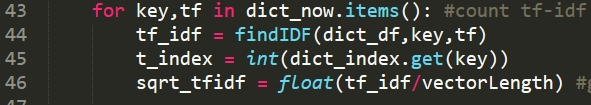 43 for key,tf in dict_now.items(): #count tf-idf
44 tf_idf = findIDF(dict_df,key,tf)
45 t_index = int(dict_index.get(key))
46 sqrt_tfidf = float(tf_idf/vectorLength) #